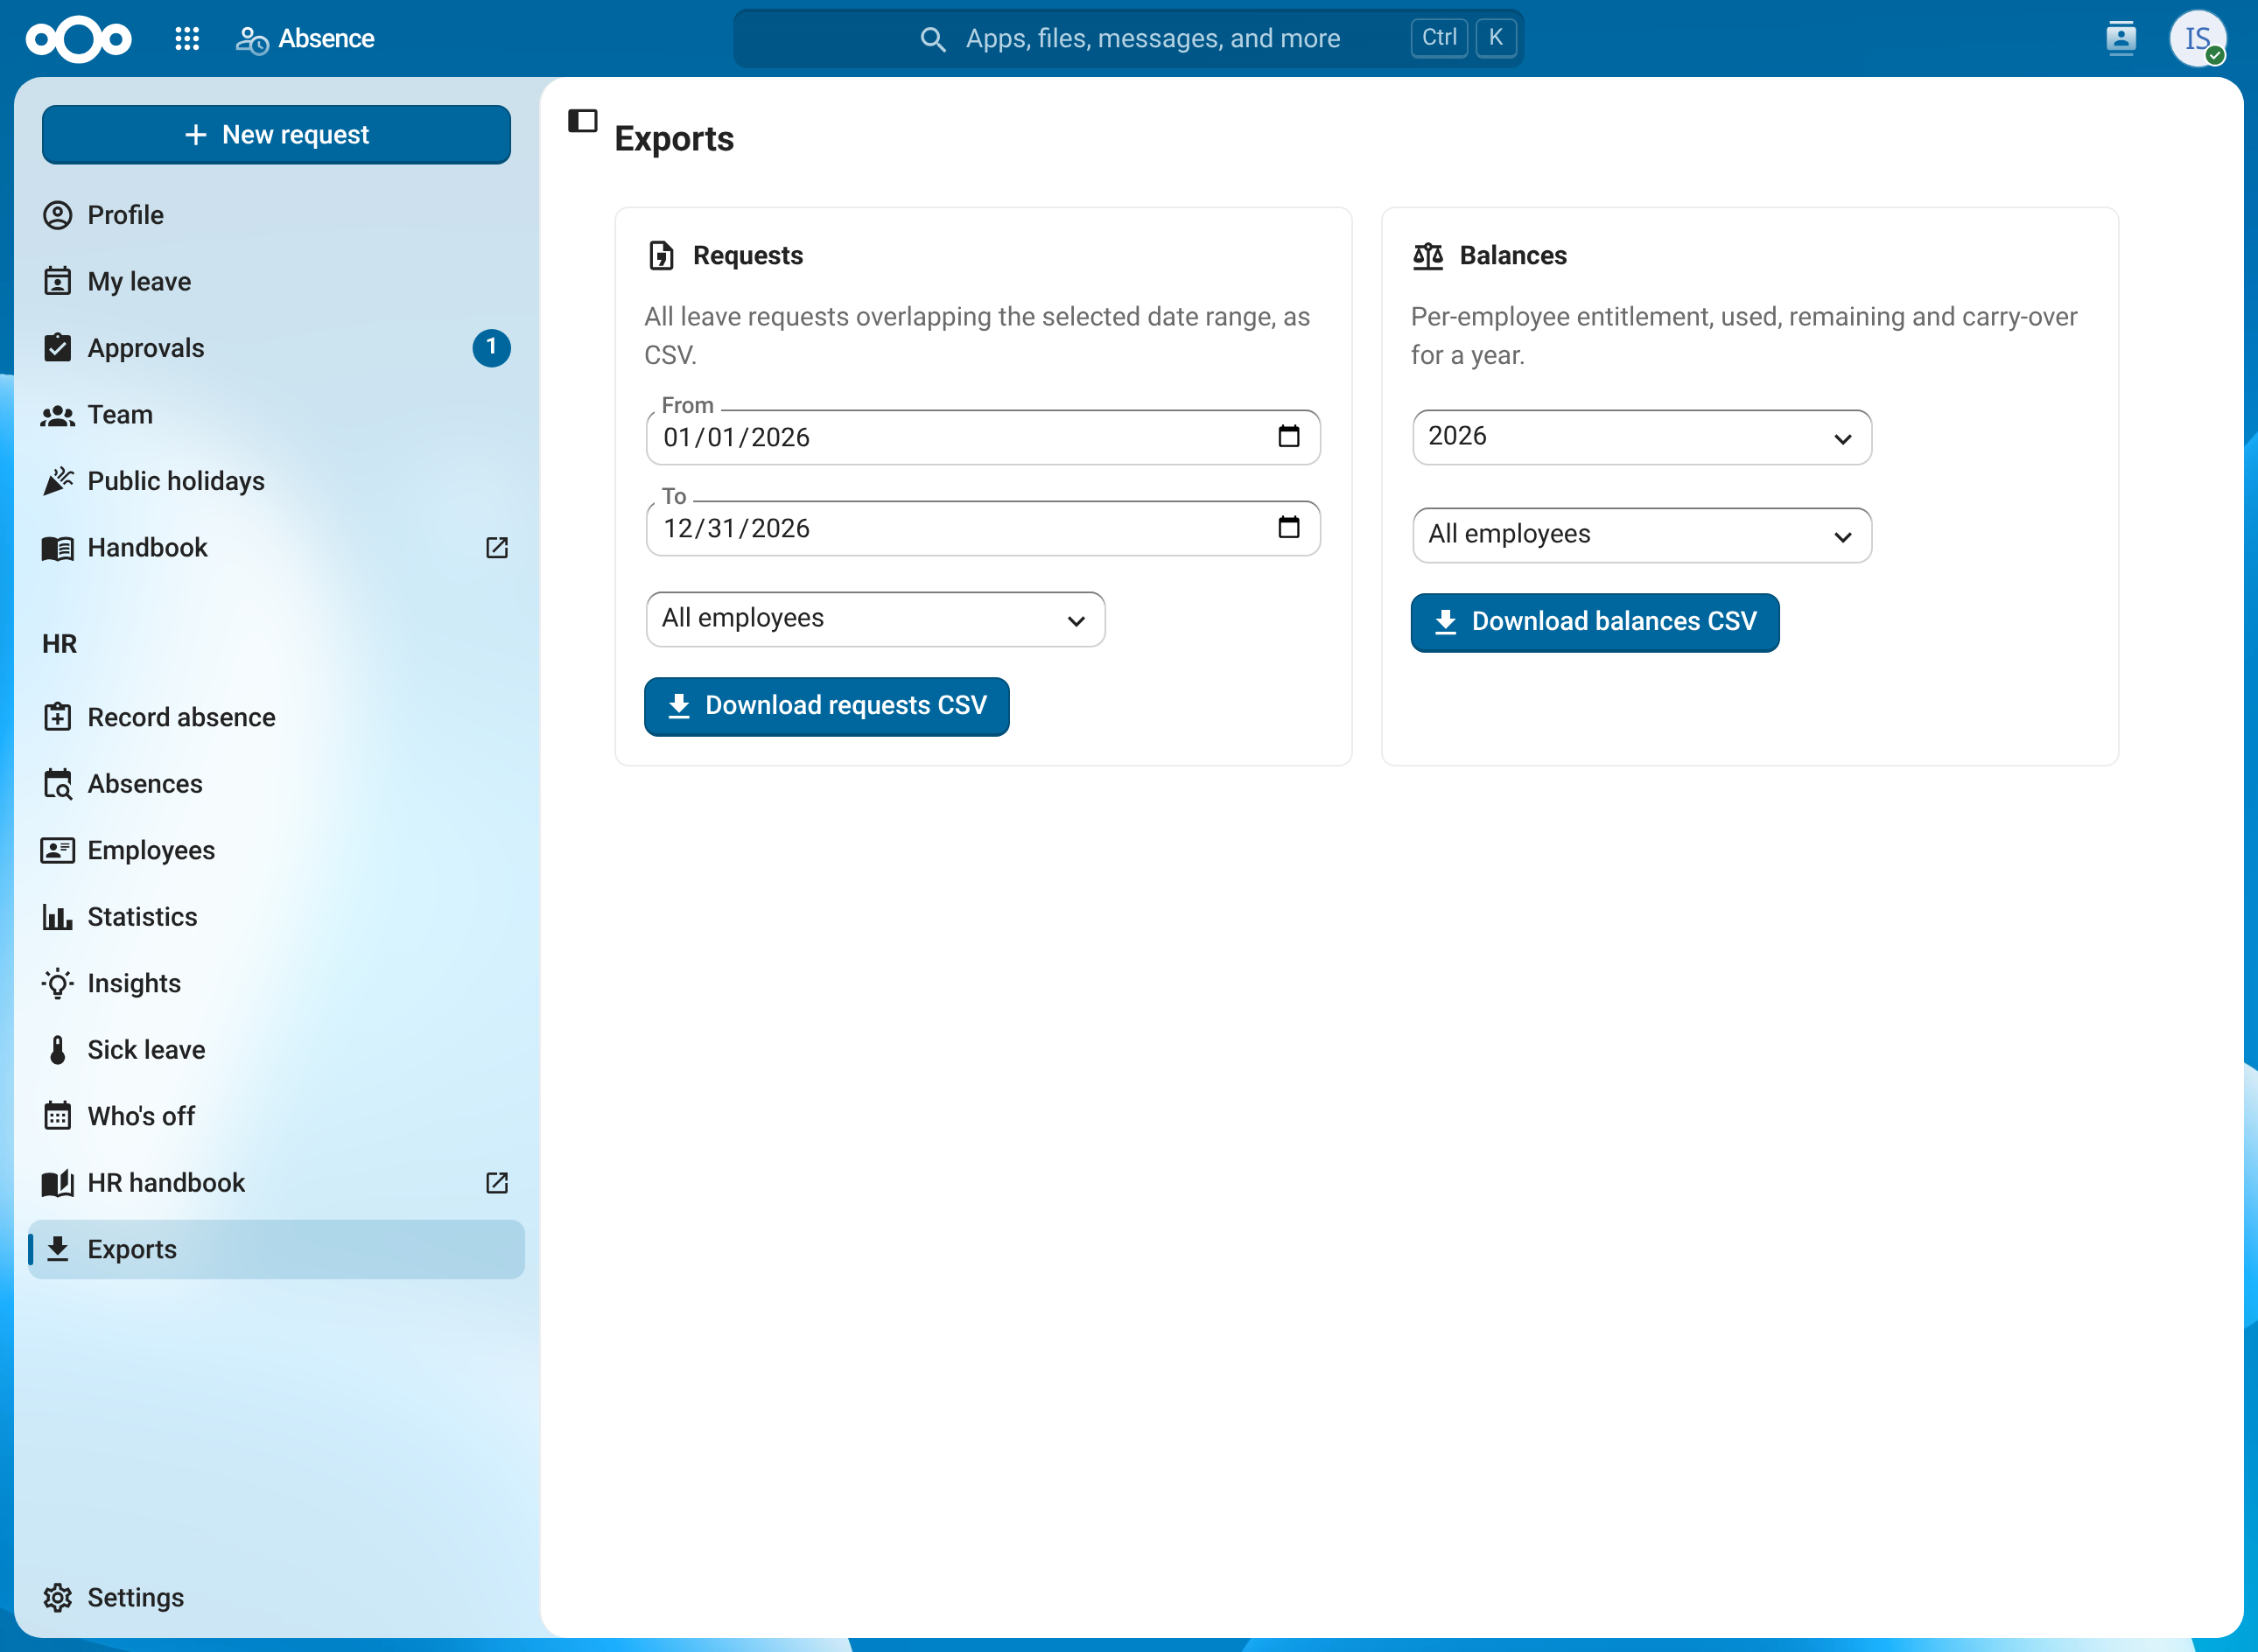 Absence
Apps, files, messages, and more
Ctrl
K
IS
New request
Profile
My leave
Approvals
1
Team
Public holidays
Handbook
HR
Record absence
Absences
Employees
Statistics
Insights
Sick leave
Who's off
HR handbook
Exports
Settings
Exports
Requests
All leave requests overlapping the selected date range, as
CSV.
From
01/01/2026
To
12/31/2026
All employees
Download requests CSV
Balances
Per-employee entitlement, used, remaining and carry-over
for a year.
2026
All employees
Download balances CSV